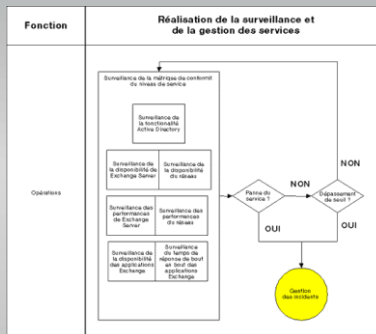 Fonction
Réalisation de la surveillance et
de la gestion des services
Opérations
Surveillance de la métrique de conformité
du niveau de service
Surveillance
de la
fonctionnalité
Active Directory
Surveillance de
la disponibilité de
Exchange Server
Surveillance de
la disponibilité
du réseau
Surveillance des
performances
de Exchange
Server
Surveillance des
performances
du réseau
Surveillance de
la disponibilité
des applications
Exchange
Surveillance
du temps de
réponse de bout
en bout des
applications
Exchange
Panne du
service ?
NON
Dépassement
de seuil ?
NON
OUI
OUI
Gestion
des incidents